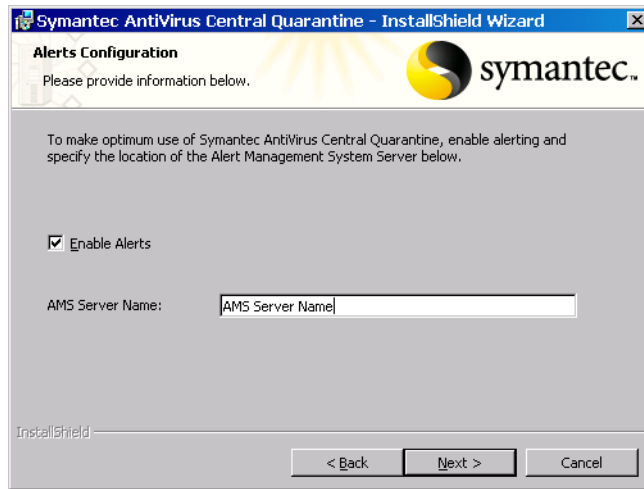 Symantec AntiVirus Central Quarantine - InstallShield Wizard
Alerts Configuration
Please provide information below.
symantec™
To make optimum use of Symantec AntiVirus Central Quarantine, enable alerting and
specify the location of the Alert Management System Server below.
Enable Alerts
AMS Server Name: AMS Server Name
InstallShield
< Back Next > Cancel